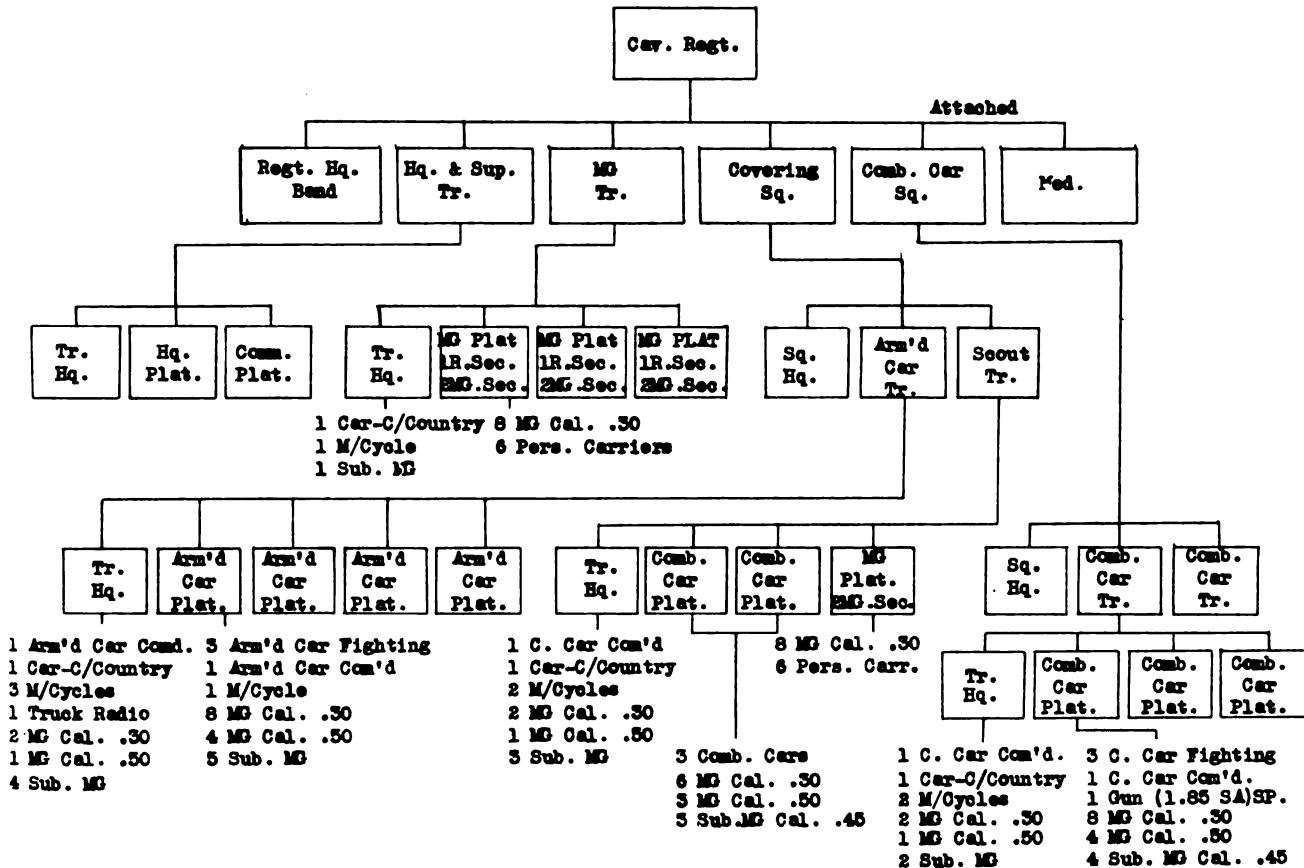 Cav. Regt.
Attached
Regt. Hq.
Band
Hq. & Sup.
Tr.
MG
Tr.
Covering
Sq.
Comb. Car
Sq.
Med.
Tr.
Hq.
Hq.
Plat.
Comm.
Plat.
Tr.
Hq.
MG Plat
1R.Sec.
2MG.Sec.
MG Plat
1R.Sec.
2MG.Sec.
MG PLAT
1R.Sec.
2MG.Sec.
Sq.
Hq.
Arm'd
Car
Tr.
Scout
Tr.
1 Car-C/Country
1 M/Cycle
1 Sub. MG
8 MG Cal. .30
6 Pers. Carriers
Tr.
Hq.
Arm'd
Car
Plat.
Arm'd
Car
Plat.
Arm'd
Car
Plat.
Arm'd
Car
Plat.
Tr.
Hq.
Comb.
Car
Plat.
Comb.
Car
Plat.
MG
Plat.
2MG.Sec.
Sq.
Hq.
Comb.
Car
Tr.
Comb.
Car
Tr.
1 Arm'd Car Comd.
1 Car-C/Country
3 M/Cycles
1 Truck Radio
2 MG Cal. .30
1 MG Cal. .50
4 Sub. MG
3 Arm'd Car Fighting
1 Arm'd Car Com'd
1 M/Cycle
8 MG Cal. .30
4 MG Cal. .50
5 Sub. MG
1 C. Car Com'd
1 Car-C/Country
2 M/Cycles
2 MG Cal. .30
1 MG Cal. .50
3 Sub. MG
8 MG Cal. .30
6 Pers. Carr.
3 Comb. Cars
6 MG Cal. .30
3 MG Cal. .50
3 Sub.MG Cal. .45
Tr.
Hq.
Comb.
Car
Plat.
Comb.
Car
Plat.
Comb.
Car
Plat.
1 C. Car Com'd.
1 Car-C/Country
2 M/Cycles
2 MG Cal. .30
1 MG Cal. .50
2 Sub. MG
3 C. Car Fighting
1 C. Car Com'd.
1 Gun (1.85 SA)SP.
8 MG Cal. .30
4 MG Cal. .50
4 Sub. MG Cal. .45